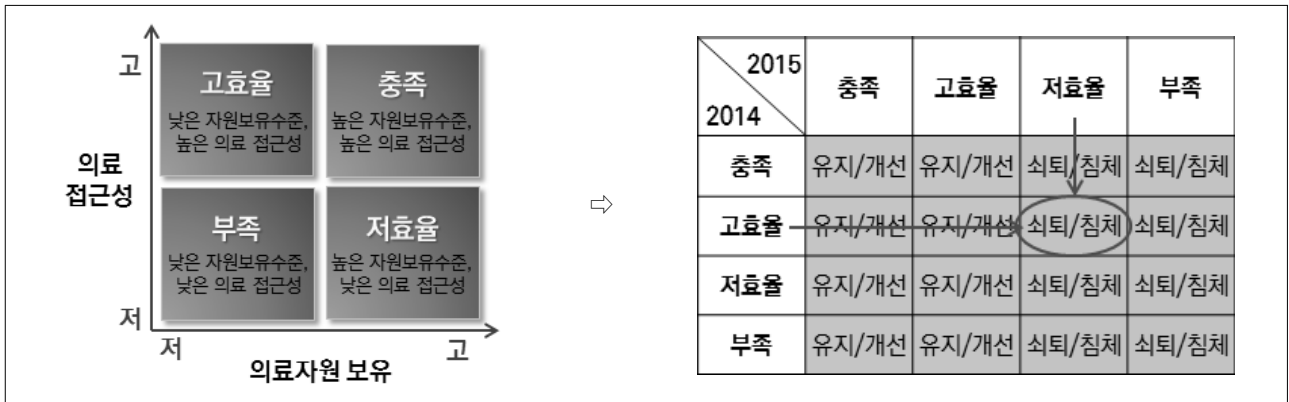 고
의료
접근성
저
고효율
낮은 자원보유수준,
높은 의료 접근성
충족
높은 자원보유수준,
높은 의료 접근성
부족
낮은 자원보유수준,
낮은 의료 접근성
저효율
높은 자원보유수준,
낮은 의료 접근성
저
고
의료자원 보유
⇨
2015
2014
충족 고효율 저효율 부족
충족 유지/개선 유지/개선 쇠퇴/침체 쇠퇴/침체
고효율 유지/개선 유지/개선 쇠퇴/침체 쇠퇴/침체
저효율 유지/개선 유지/개선 쇠퇴/침체 쇠퇴/침체
부족 유지/개선 유지/개선 쇠퇴/침체 쇠퇴/침체